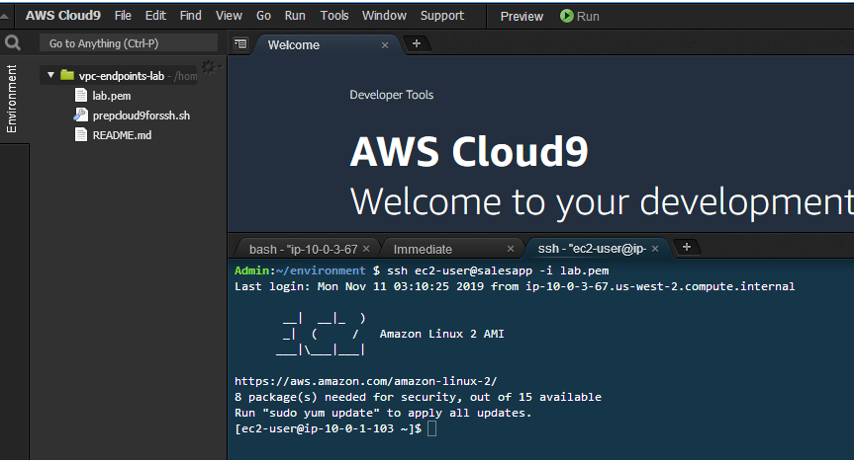 AWS Cloud9 File Edit Find View Go Run Tools Window Support Preview Run
Go to Anything (Ctrl-P)
Welcome
Environment
vpc-endpoints-lab - /hom
lab.pem
prepcloud9forssh.sh
README.md
Developer Tools
AWS Cloud9
Welcome to your development
bash - "ip-10-0-3-67
Immediate
ssh - "ec2-user@ip-
Admin:~/environment $ ssh ec2-user@salesapp -i lab.pem
Last login: Mon Nov 11 03:10:25 2019 from ip-10-0-3-67.us-west-2.compute.internal
__|  __|_  )
_|  (     /   Amazon Linux 2 AMI
___|\___|___|
https://aws.amazon.com/amazon-linux-2/
8 package(s) needed for security, out of 15 available
Run "sudo yum update" to apply all updates.
[ec2-user@ip-10-0-1-103 ~]$